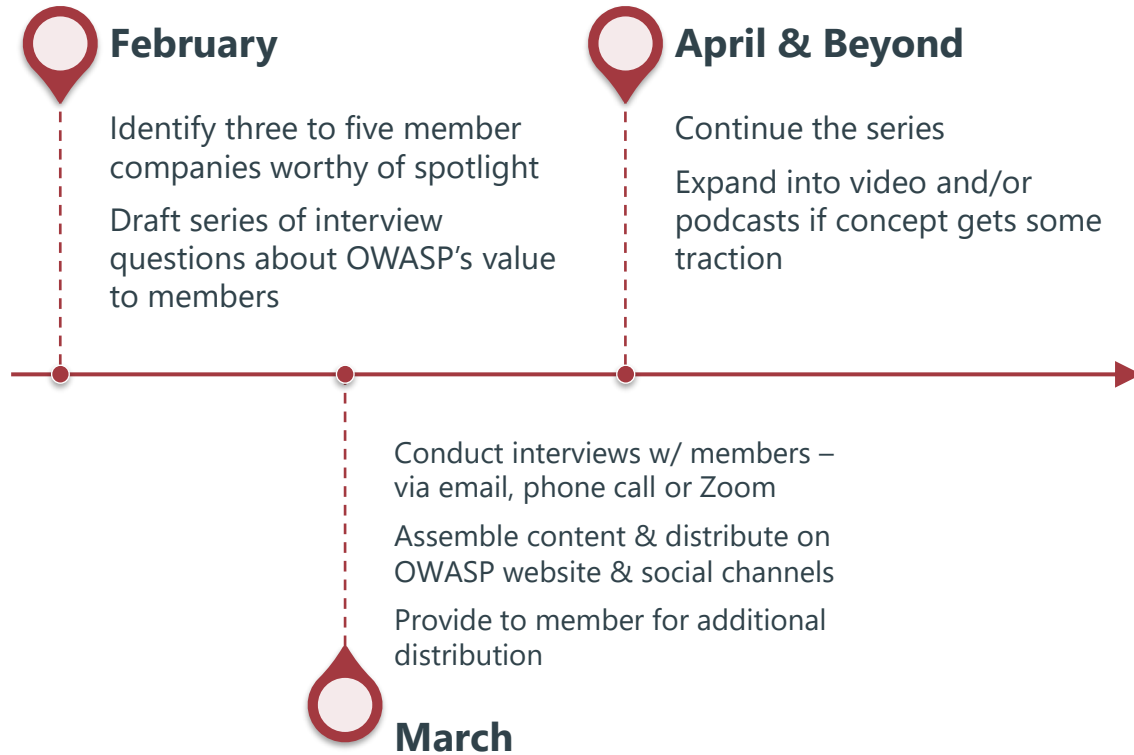 February
Identify three to five member
companies worthy of spotlight
Draft series of interview
questions about OWASP’s value
to members
April & Beyond
Continue the series
Expand into video and/or
podcasts if concept gets some
traction
Conduct interviews w/ members –
via email, phone call or Zoom
Assemble content & distribute on
OWASP website & social channels
Provide to member for additional
distribution
March